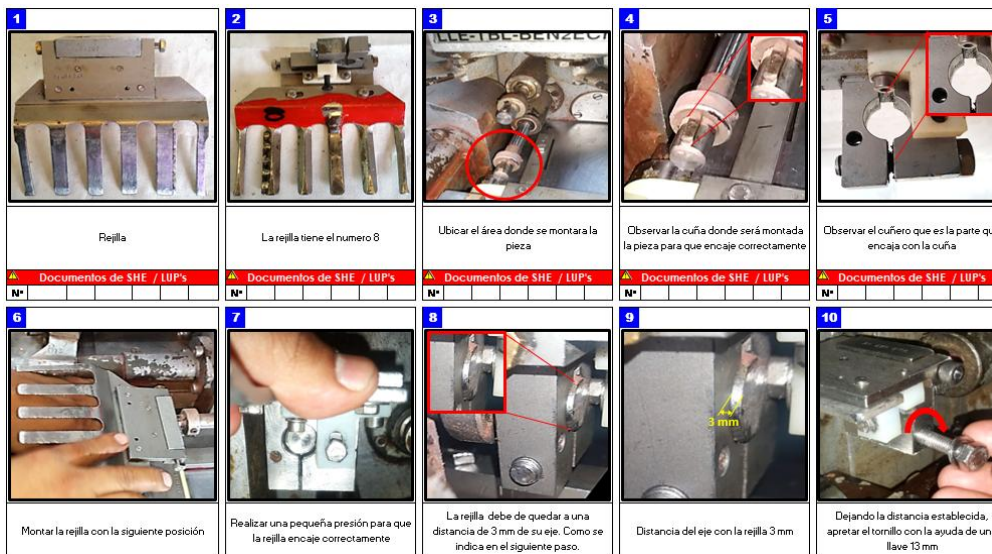 1
2
3
4
5
LLE-TBL-BEN2ECT
8
Rejilla
La rejilla tiene el numero 8
Ubicar el área donde se montara la
pieza
Observar la cuña donde será montada
la pieza para que encaje correctamente
Observar el cuñero que es la parte qu
encaja con la cuña
Documentos de SHE / LUP's
Documentos de SHE / LUP's
Documentos de SHE / LUP's
Documentos de SHE / LUP's
Documentos de SHE / LUP's
N°
N°
N°
N°
N°
6
7
8
9
10
3 mm
Montar la rejilla con la siguiente posición
Realizar una pequeña presión para que
la rejilla encaje correctamente
La rejilla debe de quedar a una
distancia de 3 mm de su eje. Como se
indica en el siguiente paso.
Distancia del eje con la rejilla 3 mm
Dejando la distancia establecida,
apretar el tornillo con la ayuda de un
llave 13 mm